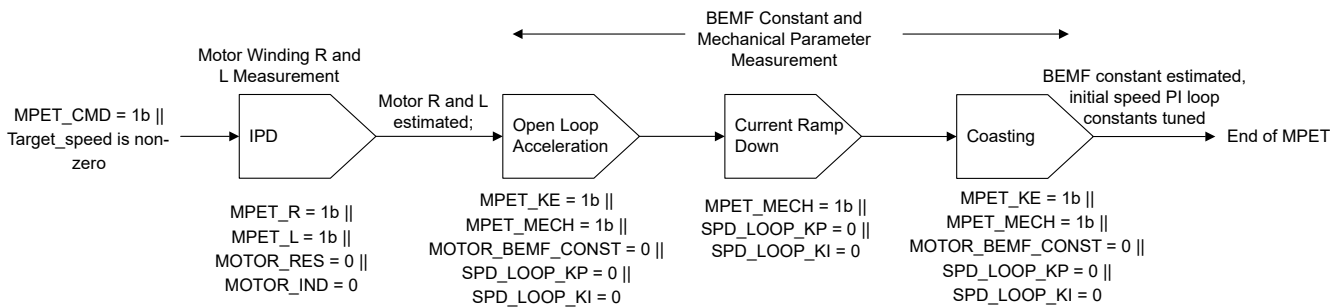 BEMF Constant and
Mechanical Parameter
Measurement
Motor Winding R and
L Measurement
MPET_CMD = 1b ||
Target_speed is non-
zero
IPD
Motor R and L
estimated;
Open Loop
Acceleration
Current Ramp
Down
Coasting
BEMF constant estimated,
initial speed PI loop
constants tuned
End of MPET
MPET_R = 1b ||
MPET_L = 1b ||
MOTOR_RES = 0 ||
MOTOR_IND = 0
MPET_KE = 1b ||
MPET_MECH = 1b ||
MOTOR_BEMF_CONST = 0 ||
SPD_LOOP_KP = 0 ||
SPD_LOOP_KI = 0
MPET_MECH = 1b ||
SPD_LOOP_KP = 0 ||
SPD_LOOP_KI = 0
MPET_KE = 1b ||
MPET_MECH = 1b ||
MOTOR_BEMF_CONST = 0 ||
SPD_LOOP_KP = 0 ||
SPD_LOOP_KI = 0